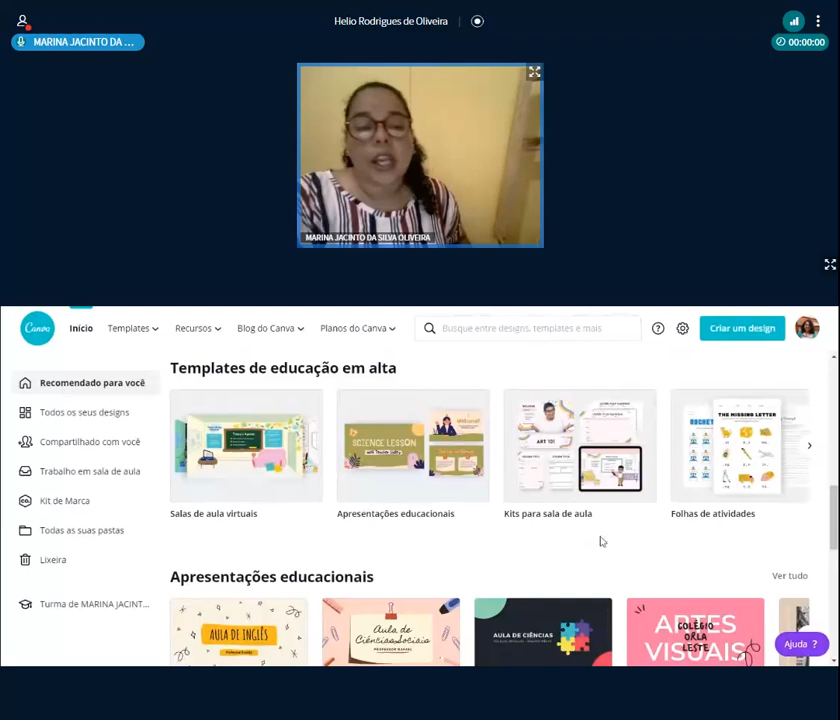 Helio Rodrigues de Oliveira
MARINA JACINTO DA ...
00:00:00
MARINA JACINTO DA SILVA OLIVEIRA
Canva
Início
Templates
Recursos
Blog do Canva
Planos do Canva
Busque entre designs, templates e mais
Criar um design
Recomendado para você
Todos os seus designs
Compartilhado com você
Trabalho em sala de aula
Kit de Marca
Todas as suas pastas
Lixeira
Turma de MARINA JACINT...
Templates de educação em alta
SCIENCE LESSON
ART 101
ROCKET
THE MISSING LETTER
Salas de aula virtuais
Apresentações educacionais
Kits para sala de aula
Folhas de atividades
Apresentações educacionais
Ver tudo
AULA DE INGLÊS
Aula de
Ciências Sociais
PROFESSOR RAFAEL
AULA DE CIÊNCIAS
ARTES
VISUAIS
COLÉGIO
ORLA
LESTE
Ajuda ?